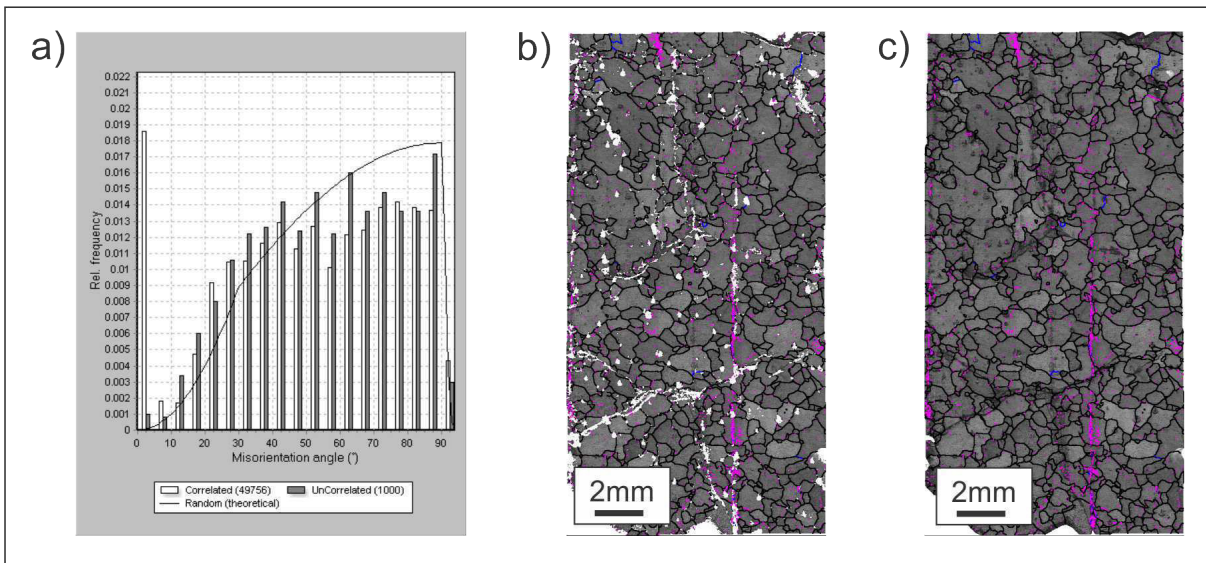 a)
b)
c)
0.022
0.021
0.02
0.019
0.018
0.017
0.016
0.015
0.014
0.013
0.012
0.011
0.01
0.009
0.008
0.007
0.006
0.005
0.004
0.003
0.002
0.001
0
Rel. frequency
0 10 20 30 40 50 60 70 80 90
Misorientation angle (°)
Correlated (49756) UnCorrelated (1000)
Random (theoretical)
2mm
2mm